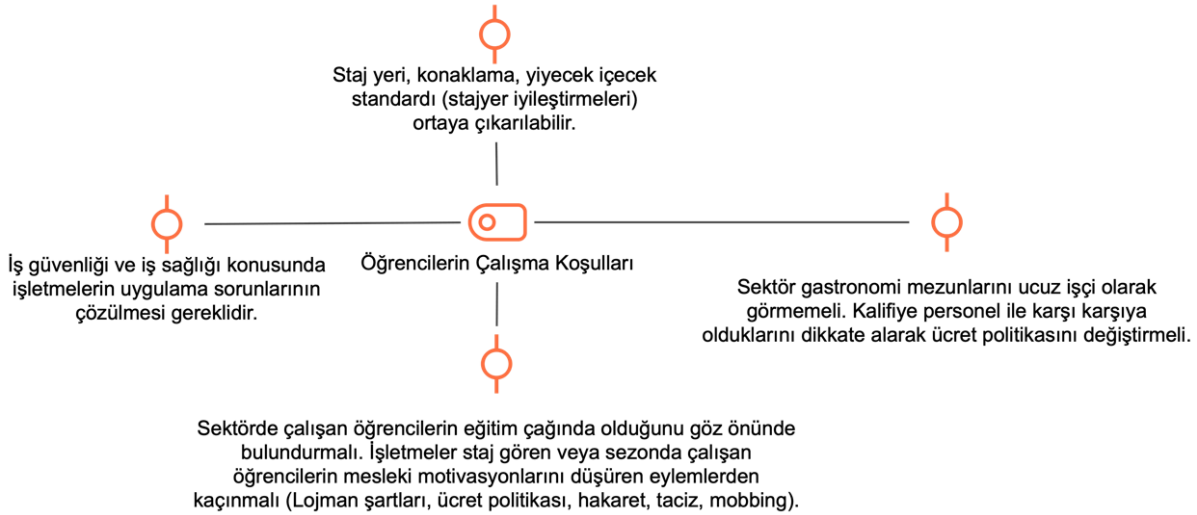 Staj yeri, konaklama, yiyecek içecek
standardı (stajyer iyileştirmeleri)
ortaya çıkarılabilir.
İş güvenliği ve iş sağlığı konusunda
işletmelerin uygulama sorunlarının
çözülmesi gereklidir.
Öğrencilerin Çalışma Koşulları
Sektör gastronomi mezunlarını ucuz işçi olarak
görmemeli. Kalifiye personel ile karşı karşıya
olduklarını dikkate alarak ücret politikasını değiştirmeli.
Sektörde çalışan öğrencilerin eğitim çağında olduğunu göz önünde
bulundurmalı. İşletmeler staj gören veya sezonda çalışan
öğrencilerin mesleki motivasyonlarını düşüren eylemlerden
kaçınmalı (Lojman şartları, ücret politikası, hakaret, taciz, mobbing).